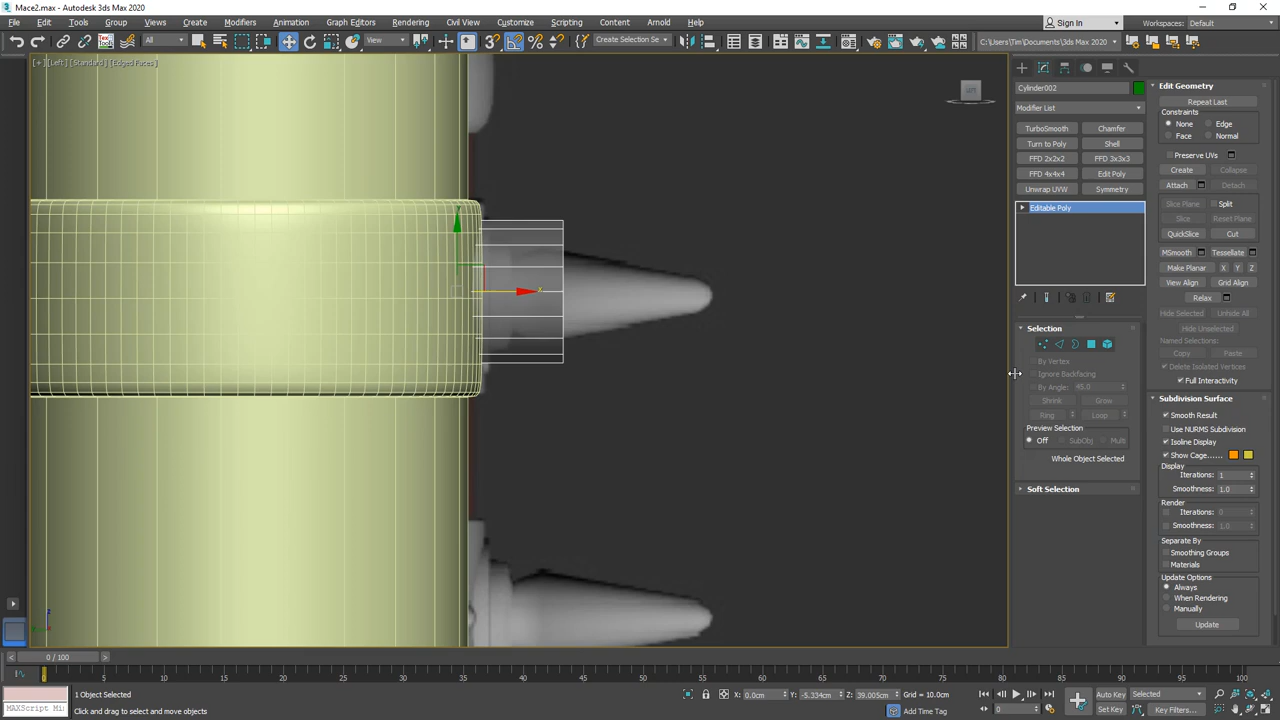 Mace2.max - Autodesk 3ds Max 2020
File Edit Tools Group Views Create Modifiers Animation Graph Editors Rendering Civil View Customize Scripting Content Arnold Help
Sign In Workspaces: Default
All View Create Selection Se C:\Users\Tim\Documents\3ds Max 2020
[+] [Left] [Standard] [Edged Faces]
Cylinder002
Modifier List
TurboSmooth Chamfer
Turn to Poly Shell
FFD 2x2x2 FFD 3x3x3
FFD 4x4x4 Edit Poly
Unwrap UVW Symmetry
Editable Poly
Selection
By Vertex
Ignore Backfacing
By Angle: 45.0
Shrink Grow
Ring Loop
Preview Selection
Off SubObj Multi
Whole Object Selected
Soft Selection
Edit Geometry
Repeat Last
Constraints
None Edge
Face Normal
Preserve UVs
Create Collapse
Attach Detach
Slice Plane Split
Slice Reset Plane
QuickSlice Cut
MSmooth Tessellate
Make Planar X Y Z
View Align Grid Align
Relax
Hide Selected Unhide All
Hide Unselected
Named Selections:
Copy Paste
Delete Isolated Vertices
Full Interactivity
Subdivision Surface
Smooth Result
Use NURMS Subdivision
Isoline Display
Show Cage......
Display
Iterations: 1
Smoothness: 1.0
Render
Iterations: 0
Smoothness: 1.0
Separate By
Smoothing Groups
Materials
Update Options
Always
When Rendering
Manually
Update
x
z
0 / 100
0 5 10 15 20 25 30 35 40 45 50 55 60 65 70 75 80 85 90 95 100
1 Object Selected X: 0.0cm Y: -5.334cm Z: 39.005cm Grid = 10.0cm Auto Key Selected
MAXScript Mi Click and drag to select and move objects Add Time Tag 0 Set Key Key Filters...